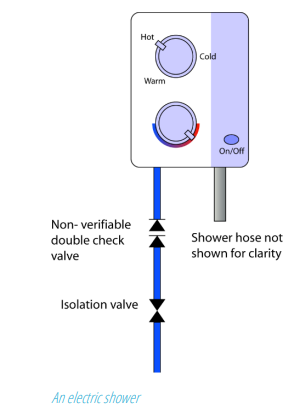 Hot
Cold
Warm
On/Off
Non- verifiable
double check
valve
Shower hose not
shown for clarity
Isolation valve
An electric shower